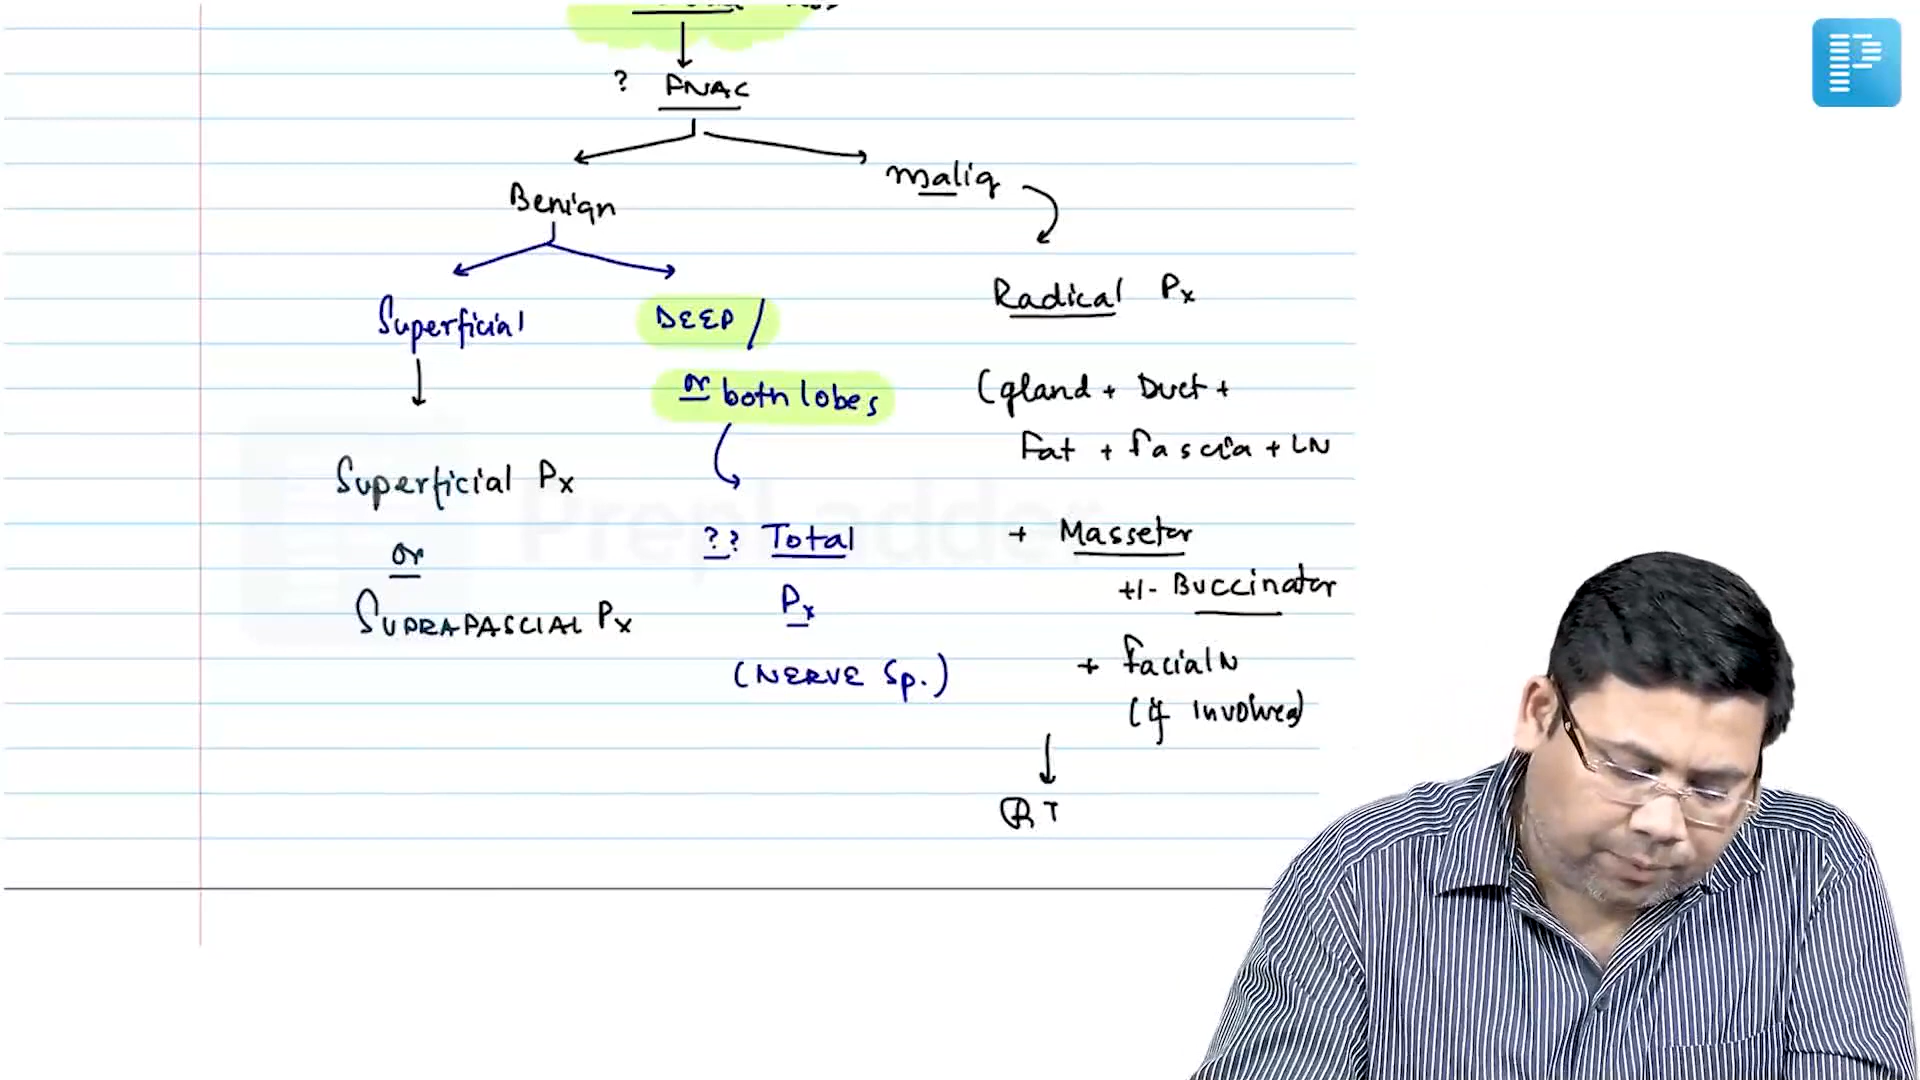 ? FNAC
Benign
Malig
Superficial
DEEP/
or both lobes
Radical Px
(gland + Duct +
Fat + fascia + LN
+ Masseter
+/- Buccinator
+ facial N
(if involved)
RT
Superficial Px
or
SUPRAFASCIAL Px
?? Total
Px
(NERVE Sp.)
PrepLadder